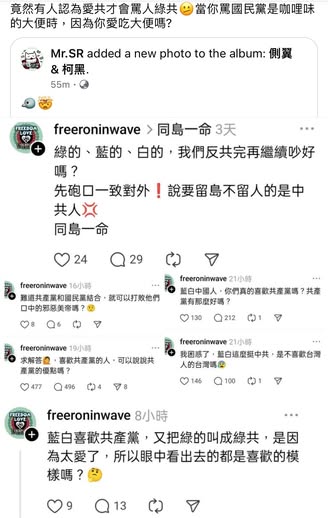 竟然有人認為愛共才會罵人綠共🫤當你罵國民黨是咖哩味
的大便時,因為你愛吃大便嗎?
Mr.SR added a new photo to the album: 側翼
& 柯黑.
55m
freeroninwave > 同島一命 3天
綠的、藍的、白的,我們反共完再繼續吵好
嗎?
先砲口一致對外❗說要留島不留人的是中
共人💢
同島一命
24 29
freeroninwave 16小時
難道共產黨和國民黨結合,就可以打敗他們
口中的邪惡美帝嗎?
8 6
freeroninwave 21小時
藍白中國人,你們真的喜歡共產黨嗎?共產
黨有那麼好嗎?
130 212 1
freeroninwave 19小時
求解答🙋,喜歡共產黨的人,可以說說共
產黨的優點嗎?
477 496 4 8
freeroninwave 21小時
我困惑了,藍白這麼挺中共,是不喜歡台灣
人的台灣嗎😰
146 100 1
freeroninwave 8小時
藍白喜歡共產黨,又把綠的叫成綠共,是因
為太愛了,所以眼中看出去的都是喜歡的模
樣嗎?🤔
9 13